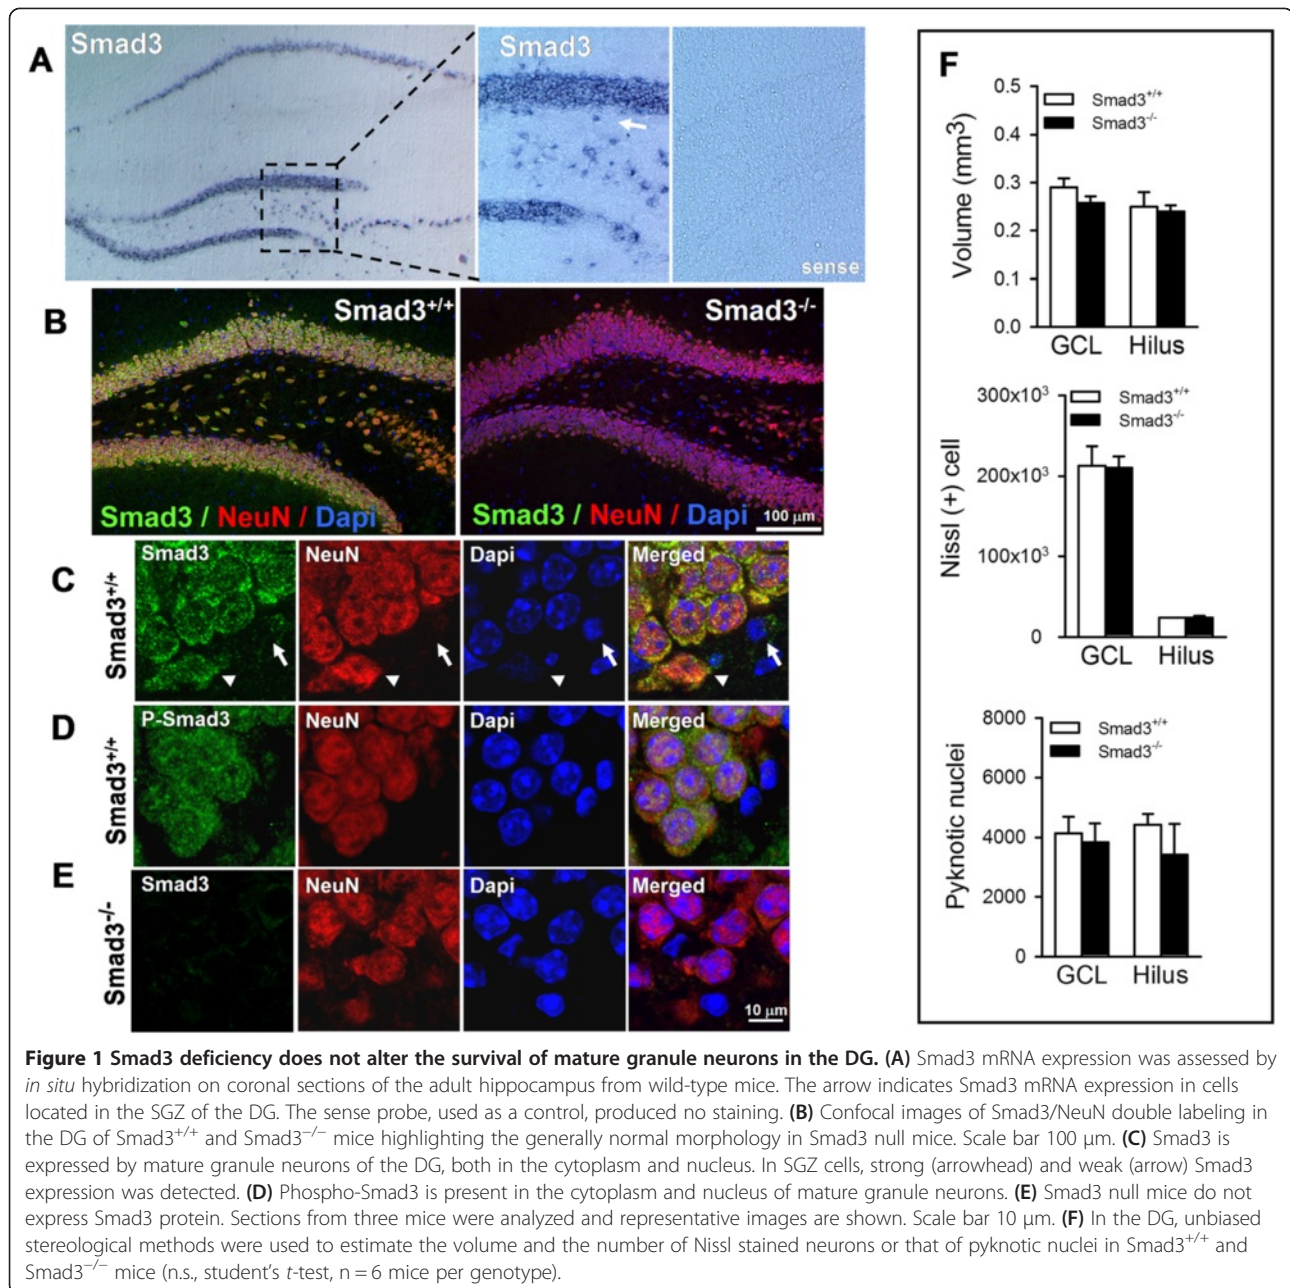 A
Smad3
Smad3
sense
B
Smad3+/+
Smad3-/-
Smad3 / NeuN / Dapi
Smad3 / NeuN / Dapi
100 µm
C
Smad3+/+
Smad3
NeuN
Dapi
Merged
D
Smad3+/+
P-Smad3
NeuN
Dapi
Merged
E
Smad3-/-
Smad3
NeuN
Dapi
Merged
10 µm
F
Volume (mm3)
0.5
0.4
0.3
0.2
0.1
0.0
Smad3+/+
Smad3-/-
GCL
Hilus
Nissl (+) cell
300x10³
200x10³
100x10³
0
Smad3+/+
Smad3-/-
GCL
Hilus
Pyknotic nuclei
8000
6000
4000
2000
0
Smad3+/+
Smad3-/-
GCL
Hilus
Figure 1 Smad3 deficiency does not alter the survival of mature granule neurons in the DG. (A) Smad3 mRNA expression was assessed by
in situ hybridization on coronal sections of the adult hippocampus from wild-type mice. The arrow indicates Smad3 mRNA expression in cells
located in the SGZ of the DG. The sense probe, used as a control, produced no staining. (B) Confocal images of Smad3/NeuN double labeling in
the DG of Smad3+/+ and Smad3−/− mice highlighting the generally normal morphology in Smad3 null mice. Scale bar 100 µm. (C) Smad3 is
expressed by mature granule neurons of the DG, both in the cytoplasm and nucleus. In SGZ cells, strong (arrowhead) and weak (arrow) Smad3
expression was detected. (D) Phospho-Smad3 is present in the cytoplasm and nucleus of mature granule neurons. (E) Smad3 null mice do not
express Smad3 protein. Sections from three mice were analyzed and representative images are shown. Scale bar 10 µm. (F) In the DG, unbiased
stereological methods were used to estimate the volume and the number of Nissl stained neurons or that of pyknotic nuclei in Smad3+/+ and
Smad3−/− mice (n.s., student's t-test, n = 6 mice per genotype).